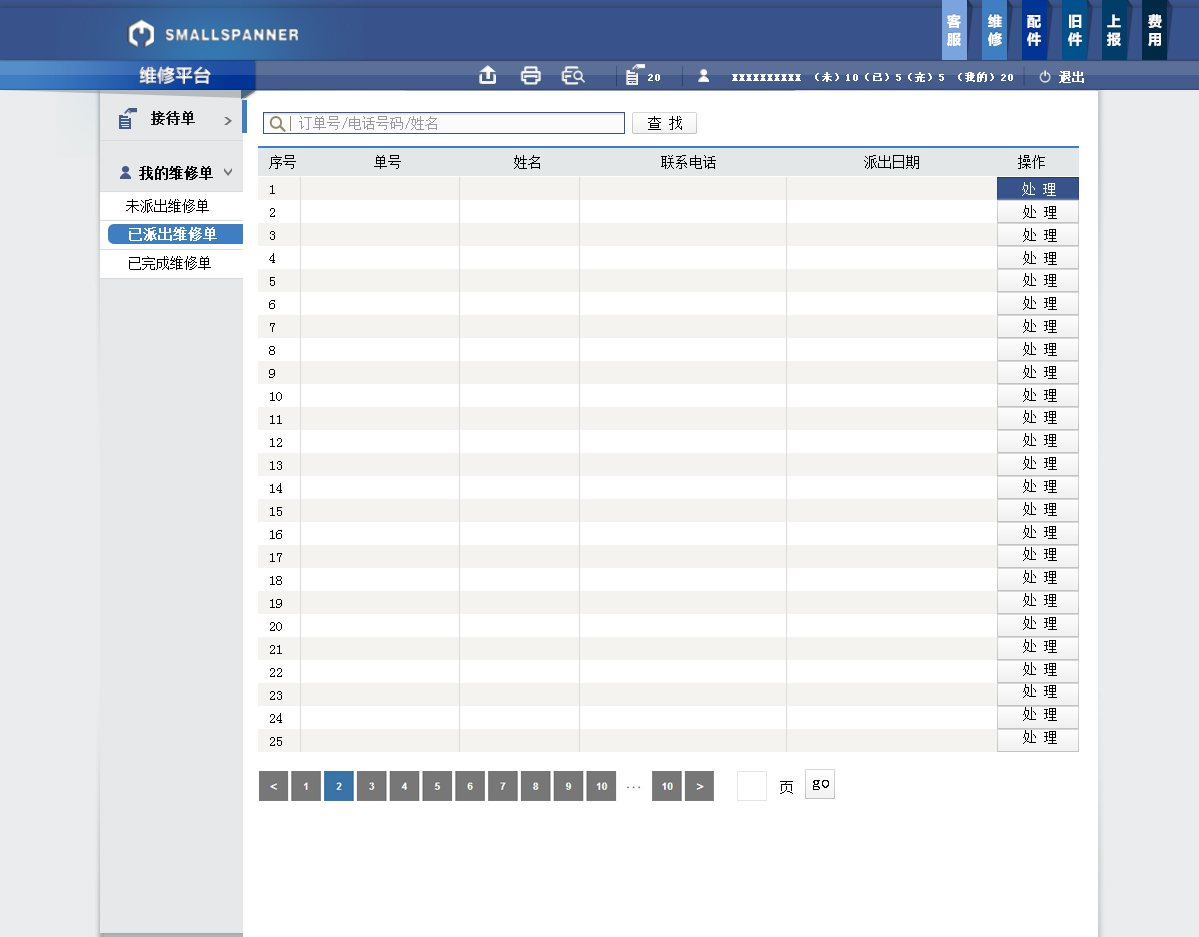 SMALLSPANNER
客服 维修 配件 旧件 上报 费用
维修平台
20
xxxxxxxxxx (未) 10 (已) 5 (完) 5 (我的) 20
退出
接待单 >
我的维修单
未派出维修单
已派出维修单
已完成维修单
订单号/电话号码/姓名
查 找
序号 单号 姓名 联系电话 派出日期 操作
1 处 理
2 处 理
3 处 理
4 处 理
5 处 理
6 处 理
7 处 理
8 处 理
9 处 理
10 处 理
11 处 理
12 处 理
13 处 理
14 处 理
15 处 理
16 处 理
17 处 理
18 处 理
19 处 理
20 处 理
21 处 理
22 处 理
23 处 理
24 处 理
25 处 理
< 1 2 3 4 5 6 7 8 9 10 ··· 10 > 页 go